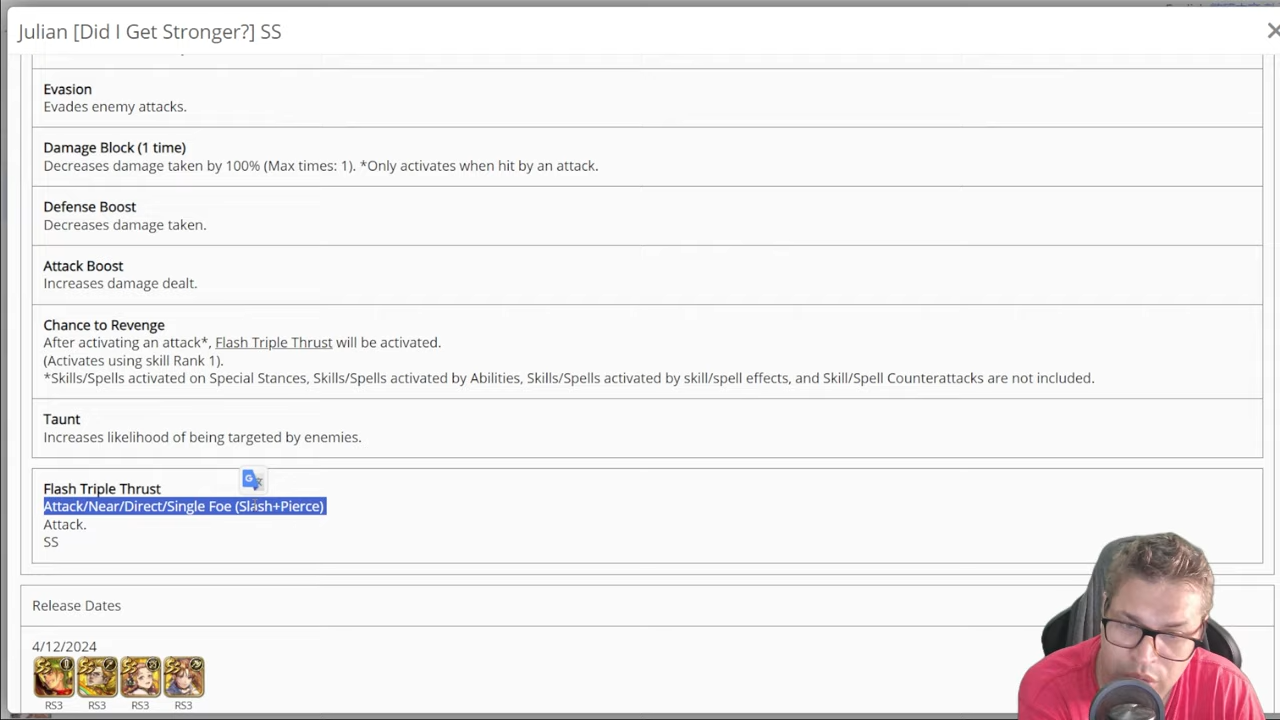 Julian [Did I Get Stronger?] SS
Evasion
Evades enemy attacks.
Damage Block (1 time)
Decreases damage taken by 100% (Max times: 1). *Only activates when hit by an attack.
Defense Boost
Decreases damage taken.
Attack Boost
Increases damage dealt.
Chance to Revenge
After activating an attack*, Flash Triple Thrust will be activated.
(Activates using skill Rank 1).
*Skills/Spells activated on Special Stances, Skills/Spells activated by Abilities, Skills/Spells activated by skill/spell effects, and Skill/Spell Counterattacks are not included.
Taunt
Increases likelihood of being targeted by enemies.
Flash Triple Thrust
Attack/Near/Direct/Single Foe (Slash+Pierce)
Attack.
SS
Release Dates
4/12/2024
SS SS SS SS
RS3 RS3 RS3 RS3